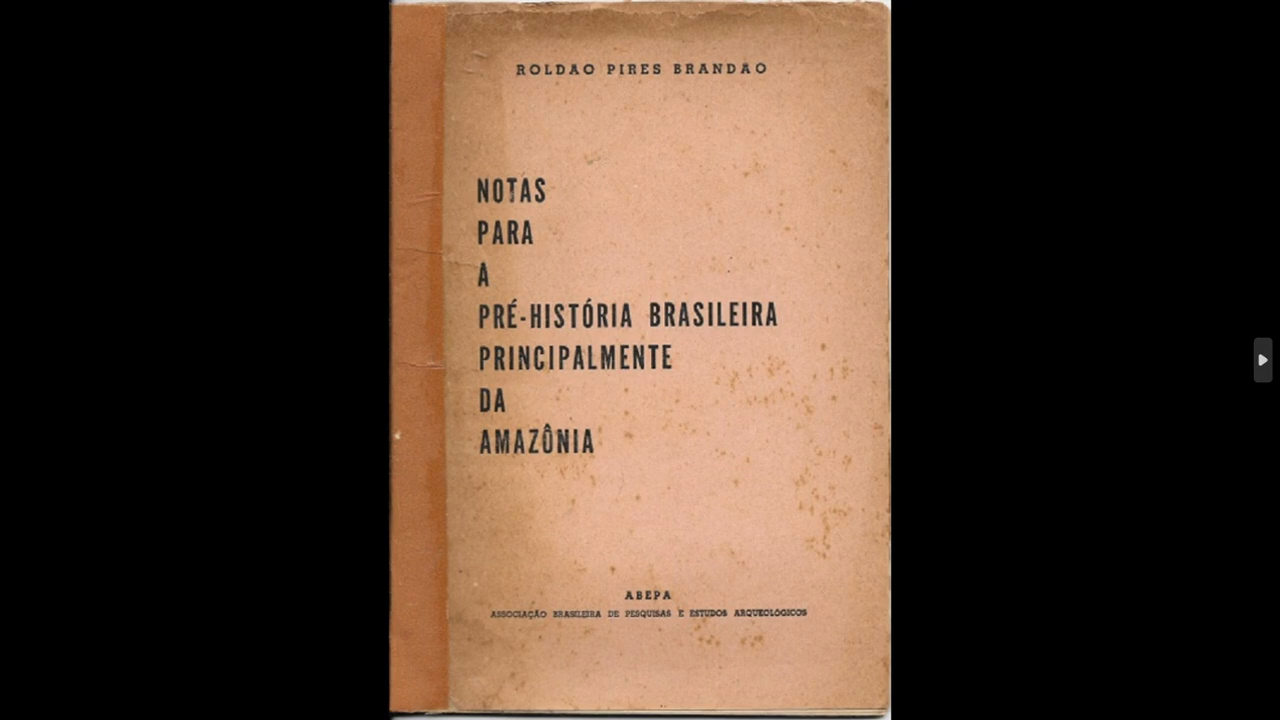 ROLDAO PIRES BRANDAO
NOTAS
PARA
A
PRÉ-HISTÓRIA BRASILEIRA
PRINCIPALMENTE
DA
AMAZÔNIA
ABEPA
ASSOCIAÇÃO BRASILEIRA DE PESQUISAS E ESTUDOS ARQUEOLÓGICOS